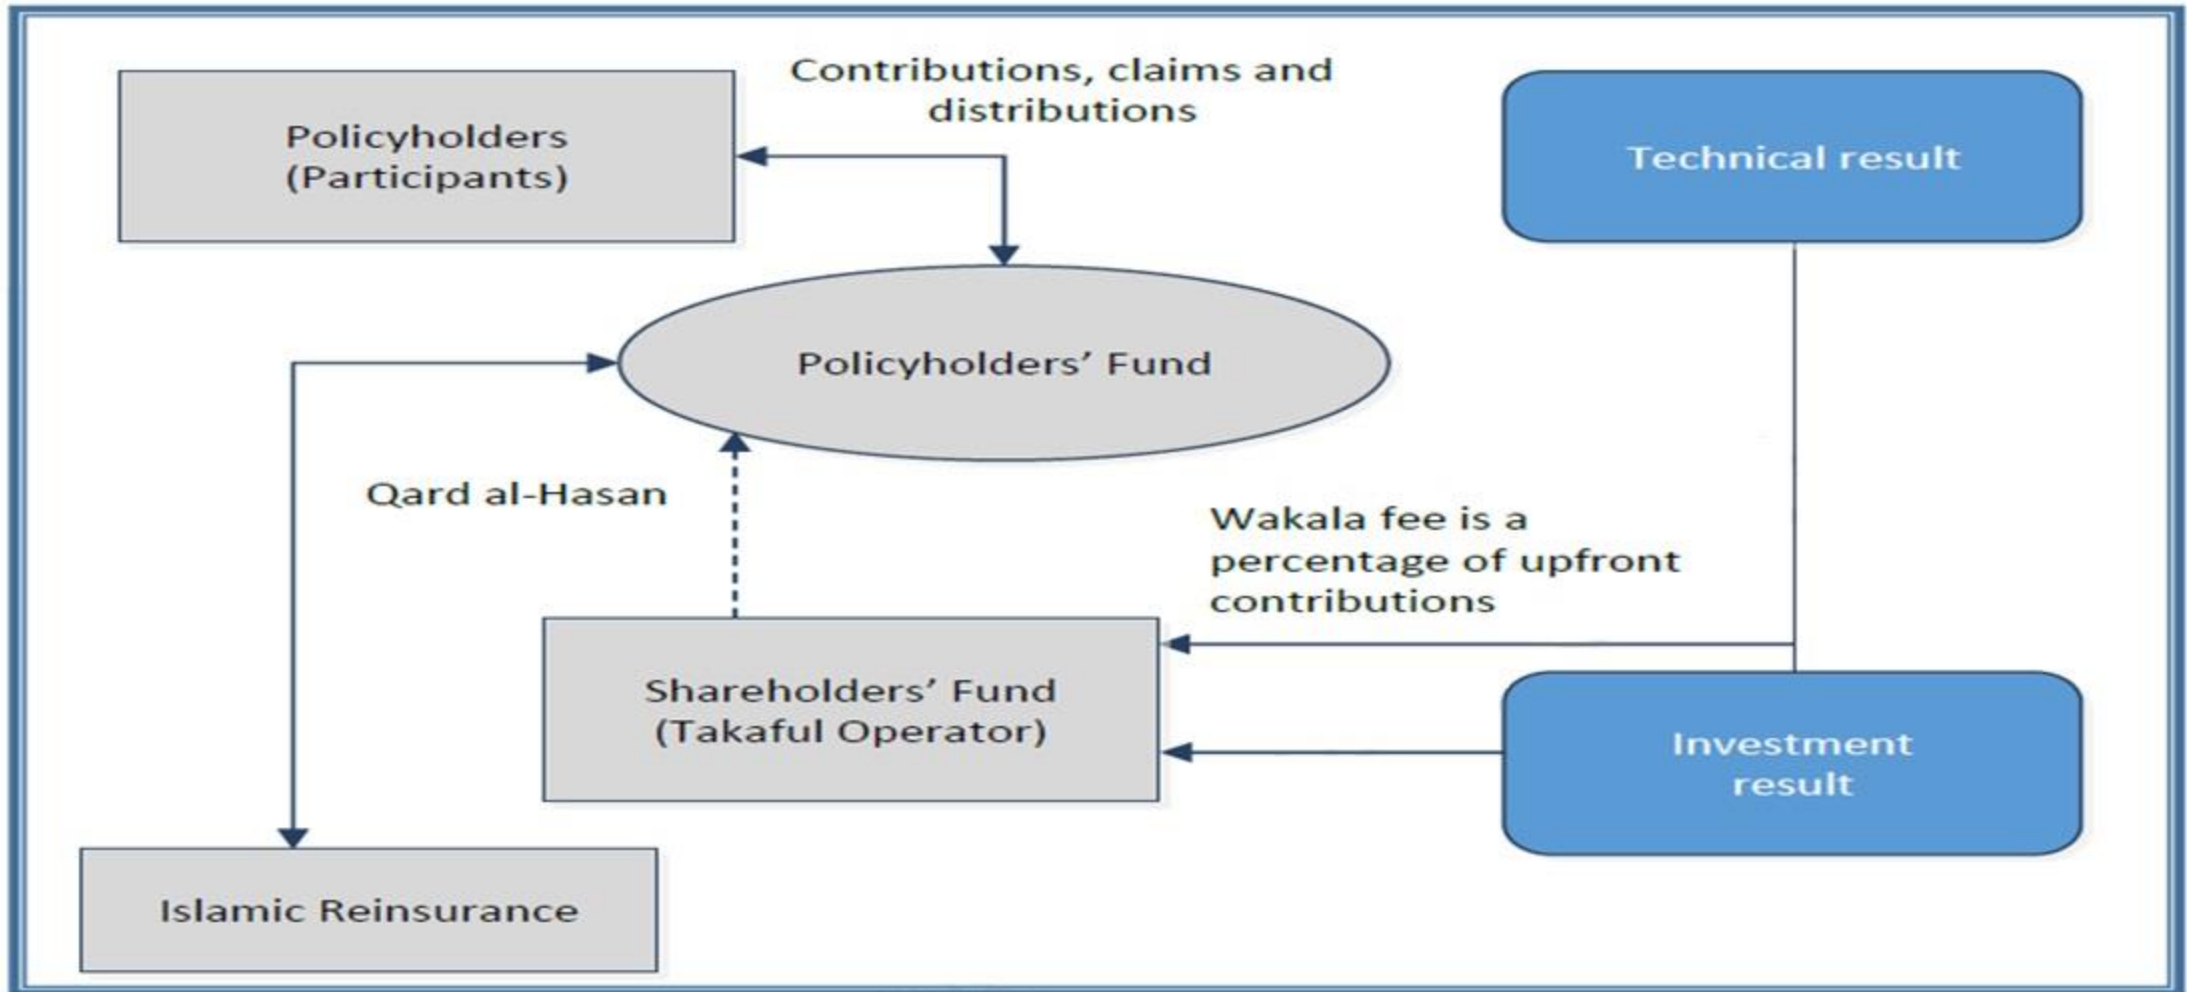 Contributions, claims and
distributions
Policyholders
(Participants)
Technical result
Policyholders’ Fund
Qard al-Hasan
Wakala fee is a
percentage of upfront
contributions
Shareholders’ Fund
(Takaful Operator)
Investment
result
Islamic Reinsurance